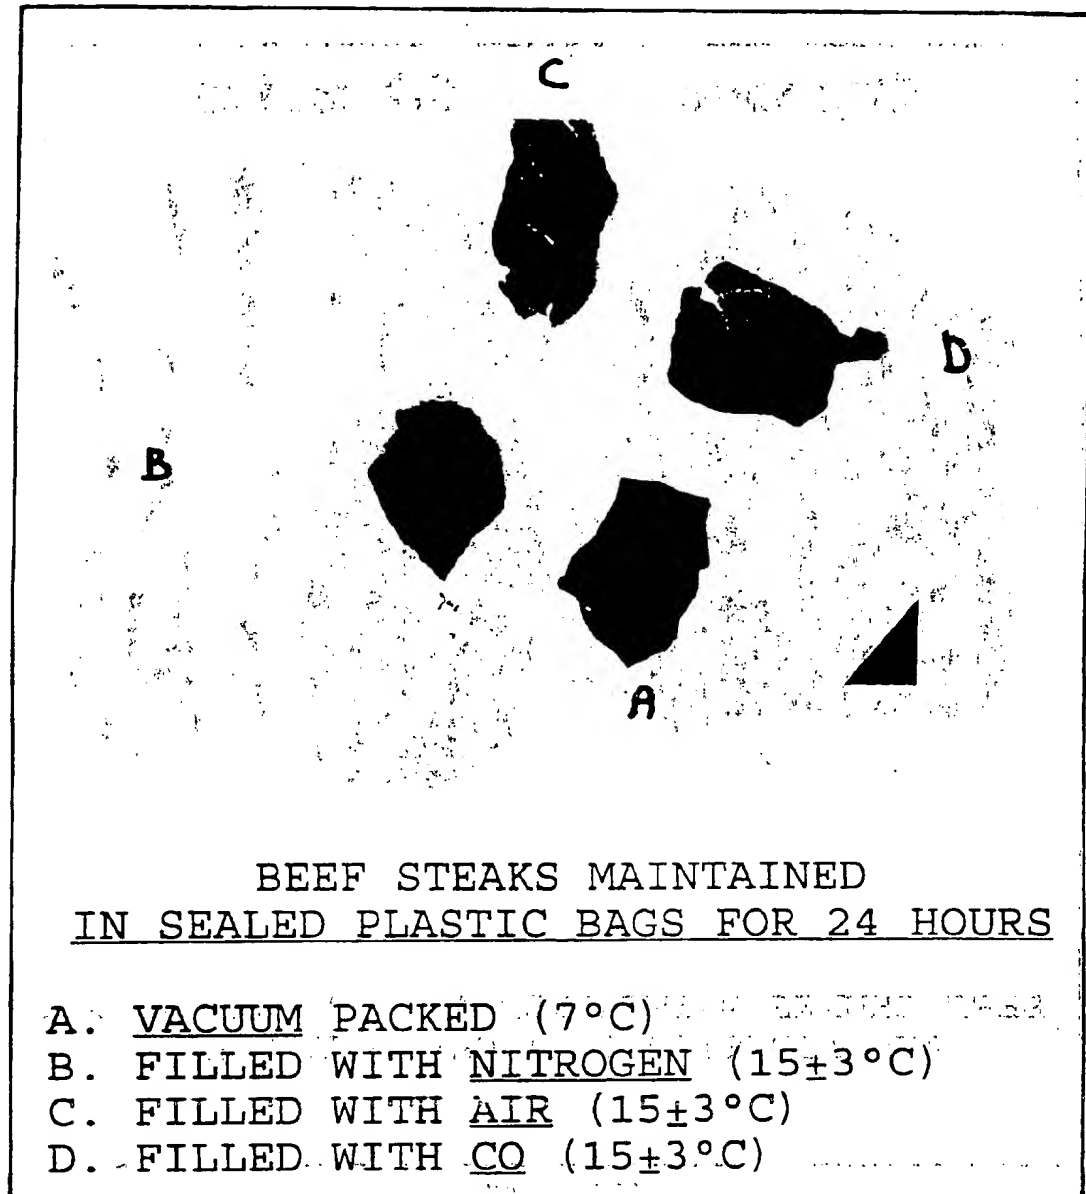 C
D
B
A
BEEF STEAKS MAINTAINED
IN SEALED PLASTIC BAGS FOR 24 HOURS
A. VACUUM PACKED (7°C)
B. FILLED WITH NITROGEN (15±3°C)
C. FILLED WITH AIR (15±3°C)
D. FILLED WITH CO (15±3°C)